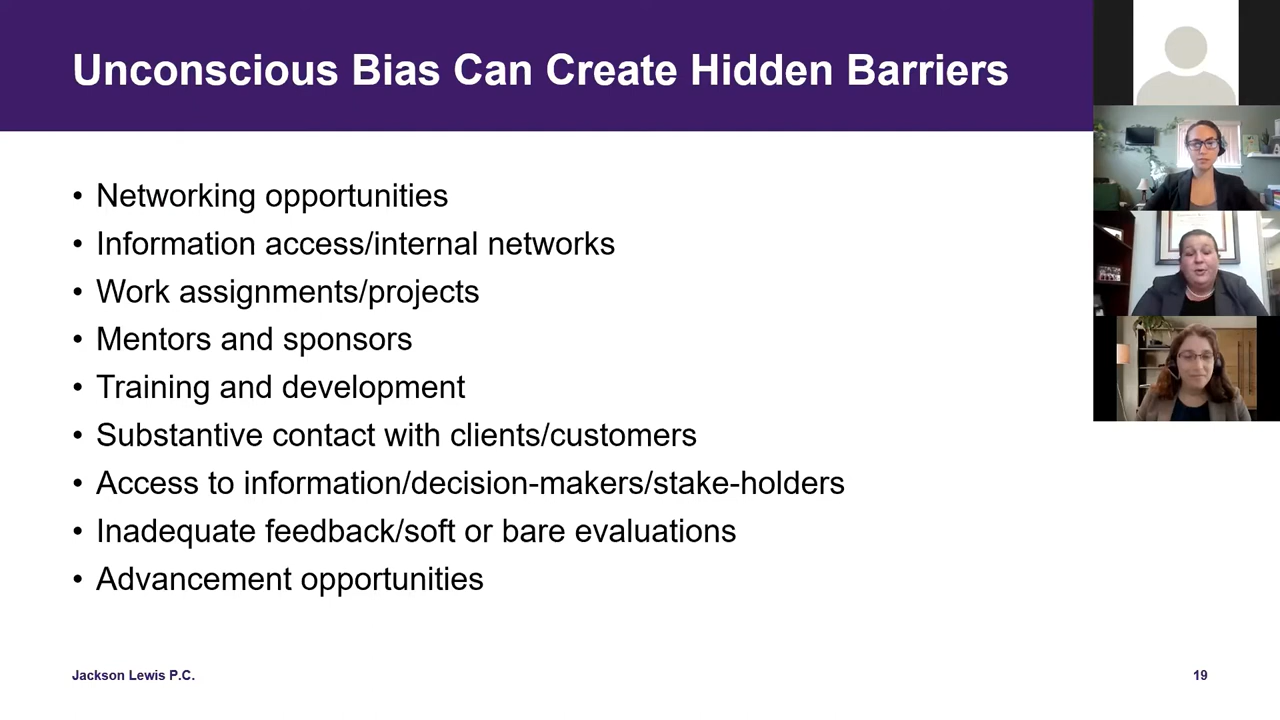 Unconscious Bias Can Create Hidden Barriers
• Networking opportunities
• Information access/internal networks
• Work assignments/projects
• Mentors and sponsors
• Training and development
• Substantive contact with clients/customers
• Access to information/decision-makers/stake-holders
• Inadequate feedback/soft or bare evaluations
• Advancement opportunities
Jackson Lewis P.C.
19